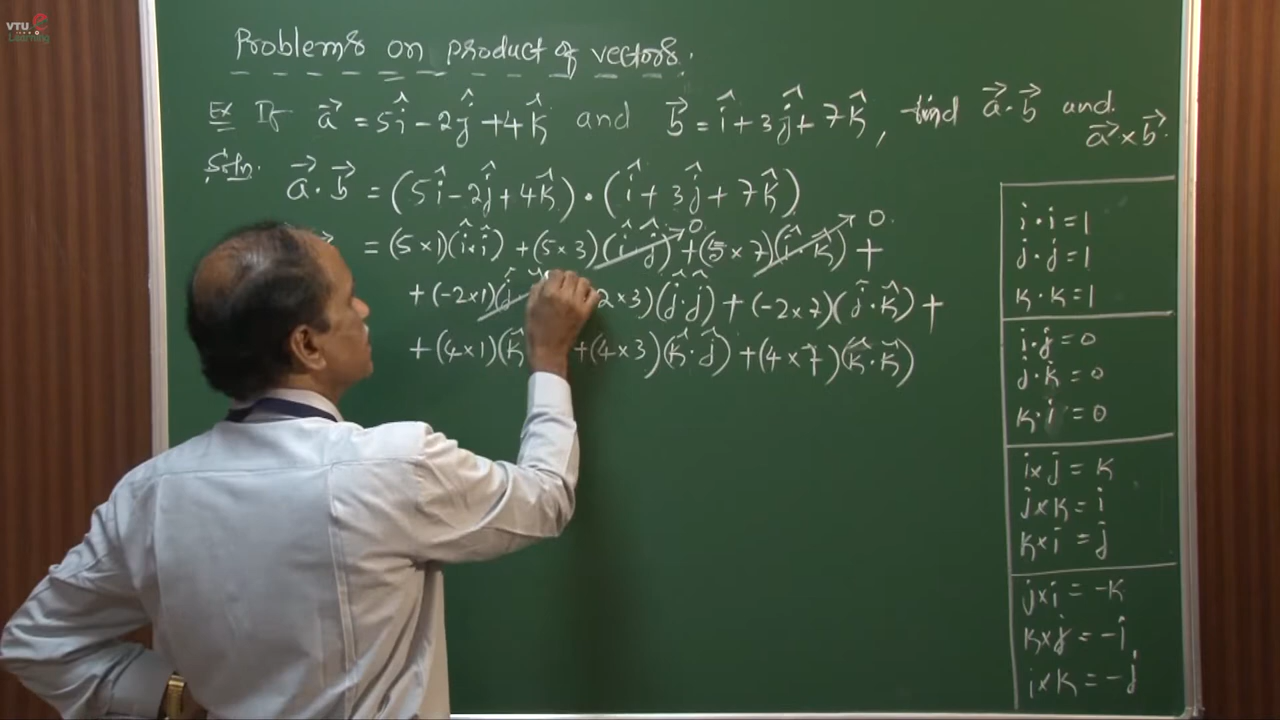 VTU e
Learning
Problems on product of vectors.
Ex If a⃗ = 5î - 2ĵ + 4k̂ and b⃗ = î + 3ĵ + 7k̂, find a⃗ · b⃗ and
a⃗ × b⃗.
Soln. a⃗ · b⃗ = (5î - 2ĵ + 4k̂) · (î + 3ĵ + 7k̂)
= (5×1)(î·î) + (5×3)(î·ĵ) 0 + (5×7)(î·k̂) 0 +
+ (-2×1)(ĵ 2×3)(ĵ·ĵ) + (-2×7)(ĵ·k̂) +
+ (4×1)(k̂ + (4×3)(k̂·ĵ) + (4×7)(k̂·k̂)
i·i = 1
j·j = 1
k·k = 1
i·j = 0
j·k = 0
k·i = 0
i×j = k
j×k = i
k×i = j
j×i = -k
k×j = -i
i×k = -j